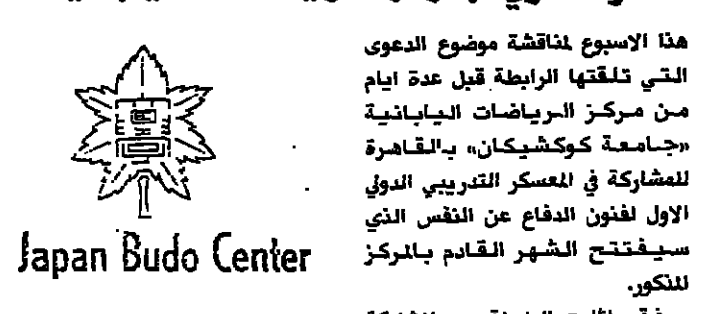 هذا الاسبوع لمناقشة موضوع الدعوى
التي تلقتها الرابطة قبل عدة ايام
من مركز الرياضات اليابانية
«جامعة كوكشيكان» بالقاهرة
للمشاركة في المعسكر التدريبي الدولي
الاول لفنون الدفاع عن النفس الذي
سيفتتح الشهر القادم بالمركز
المذكور.
Japan Budo Center